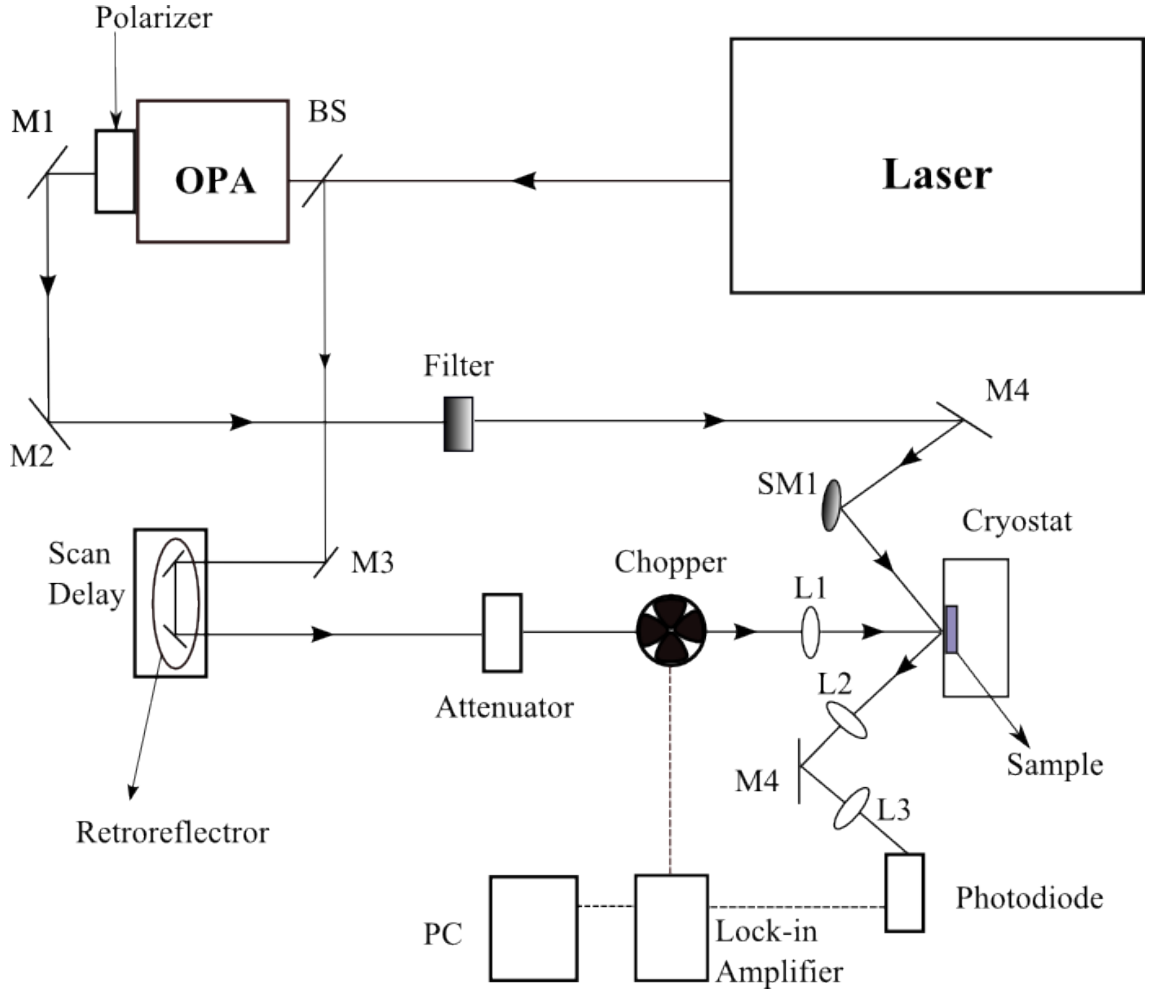 Polarizer
M1
BS
OPA
Laser
Filter
M4
M2
SM1
Cryostat
Scan
Delay
M3
Chopper
L1
L2
Attenuator
Sample
M4
L3
Retroreflectror
Photodiode
PC
Lock-in
Amplifier